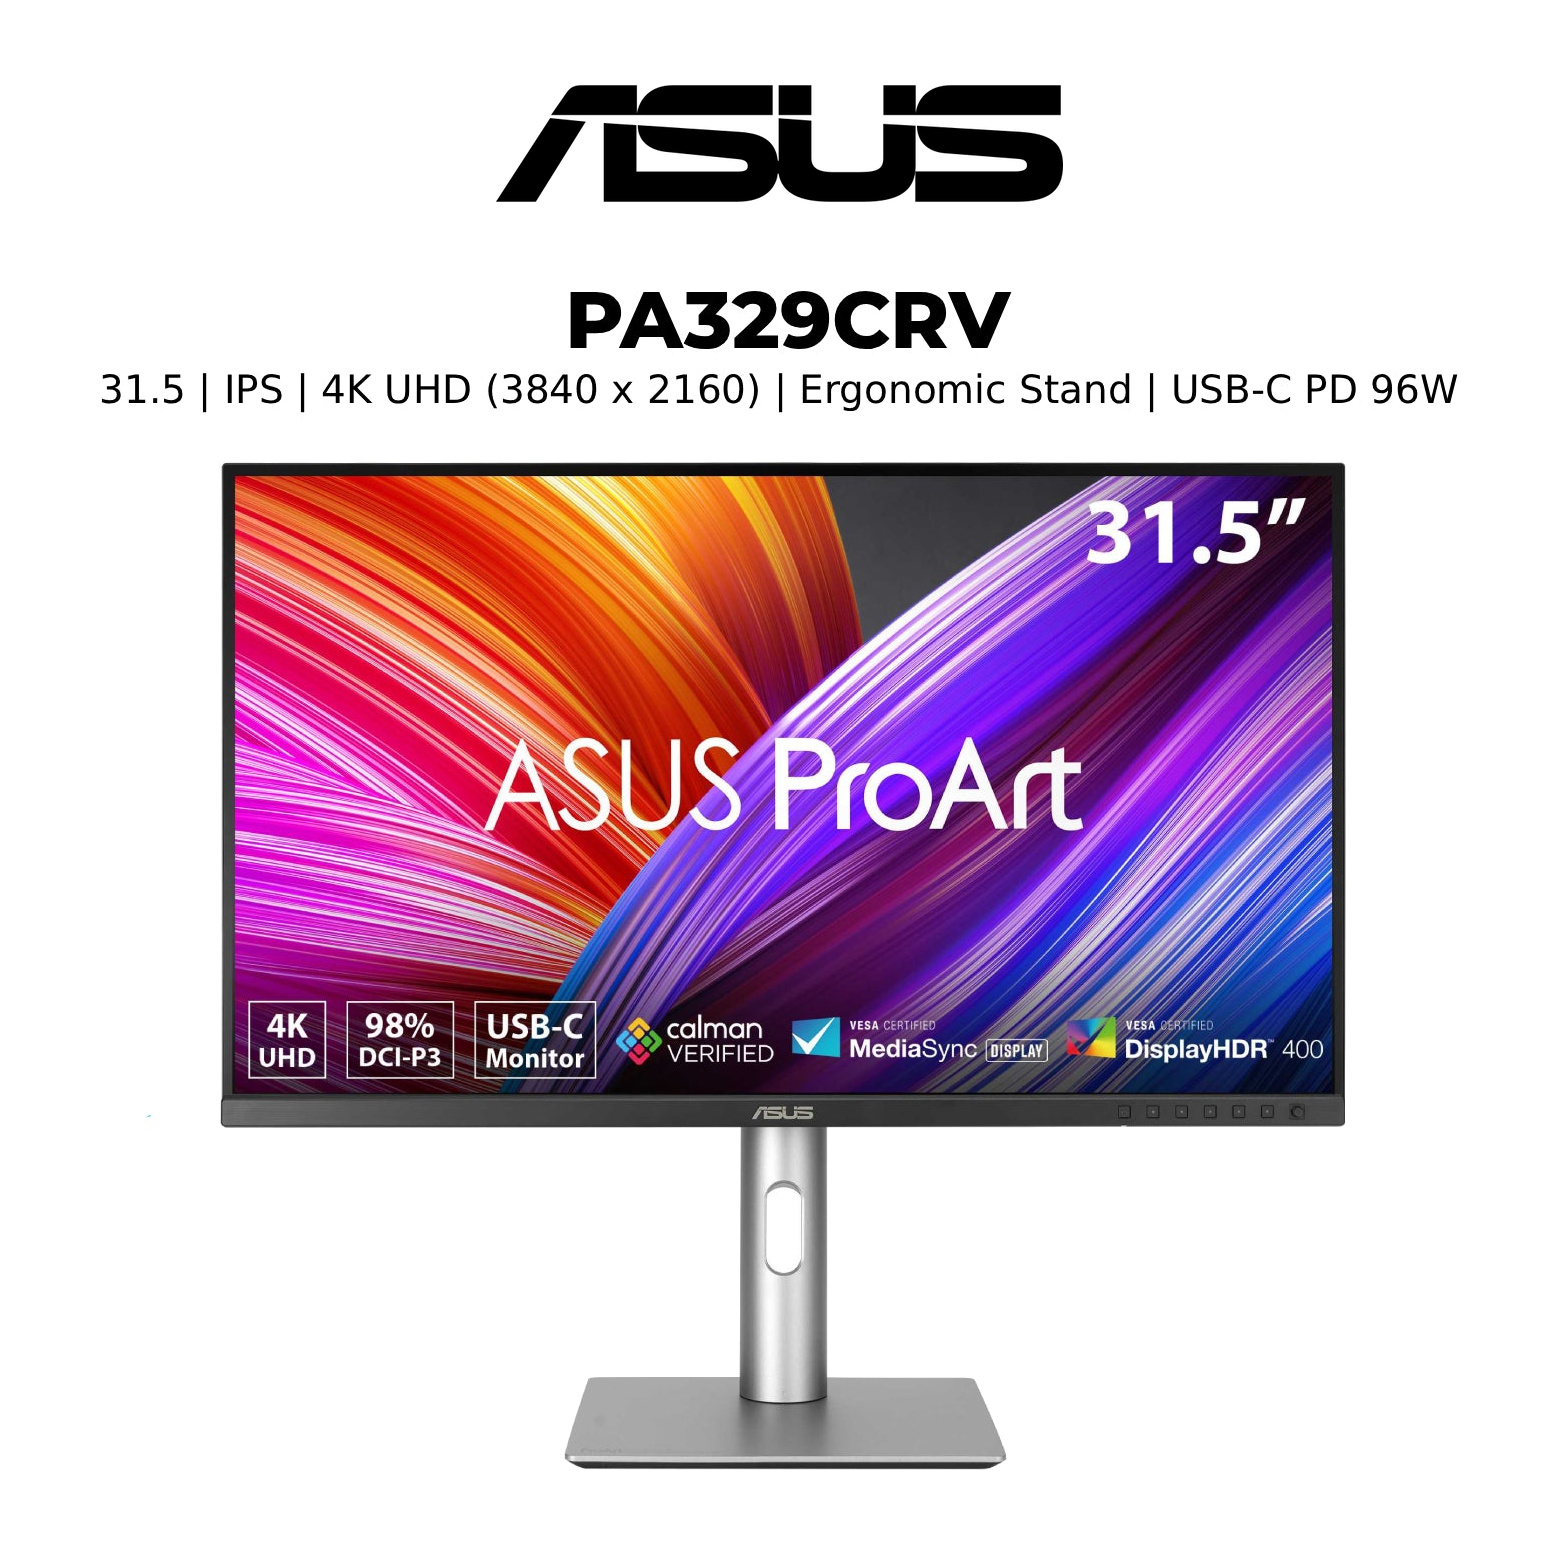 ASUS
PA329CRV
31.5 | IPS | 4K UHD (3840 x 2160) | Ergonomic Stand | USB-C PD 96W
31.5”
ASUS ProArt
4K
UHD
98%
DCI-P3
USB-C
Monitor
calman
VERIFIED
VESA CERTIFIED
MediaSync DISPLAY
VESA CERTIFIED
DisplayHDR™ 400
ASUS